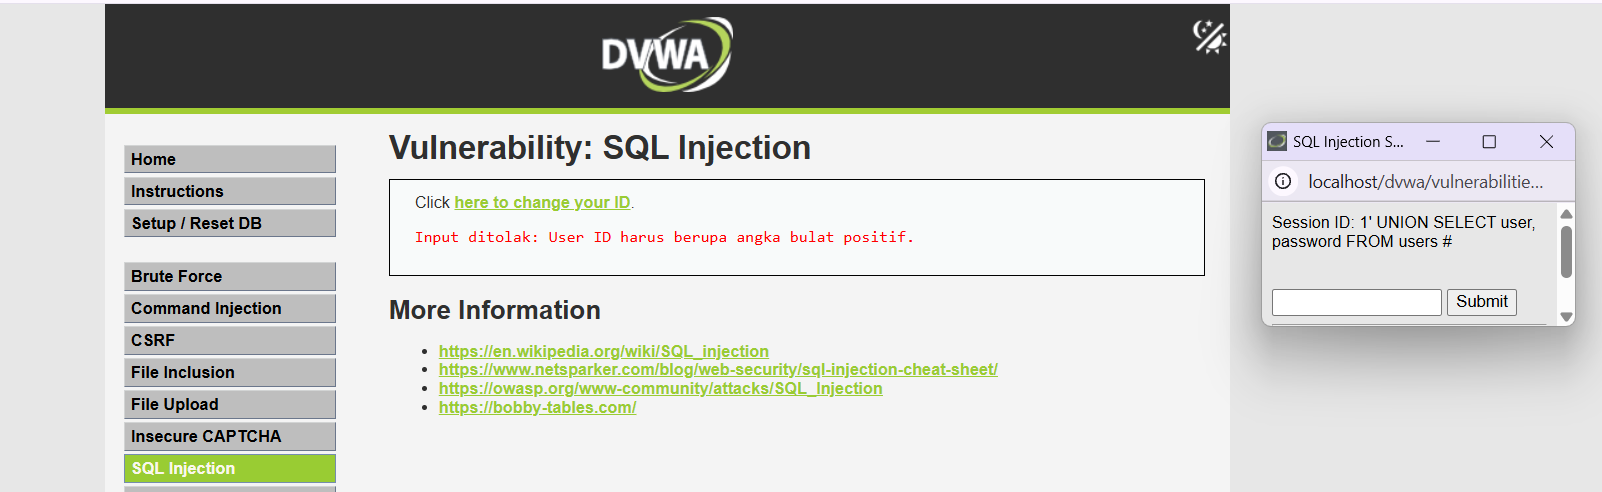 DVWA
Home
Instructions
Setup / Reset DB
Brute Force
Command Injection
CSRF
File Inclusion
File Upload
Insecure CAPTCHA
SQL Injection
Vulnerability: SQL Injection
Click here to change your ID.
Input ditolak: User ID harus berupa angka bulat positif.
More Information
https://en.wikipedia.org/wiki/SQL_injection
https://www.netsparker.com/blog/web-security/sql-injection-cheat-sheet/
https://owasp.org/www-community/attacks/SQL_Injection
https://bobby-tables.com/
SQL Injection S...
localhost/dvwa/vulnerabilitie...
Session ID: 1' UNION SELECT user,
password FROM users #
Submit